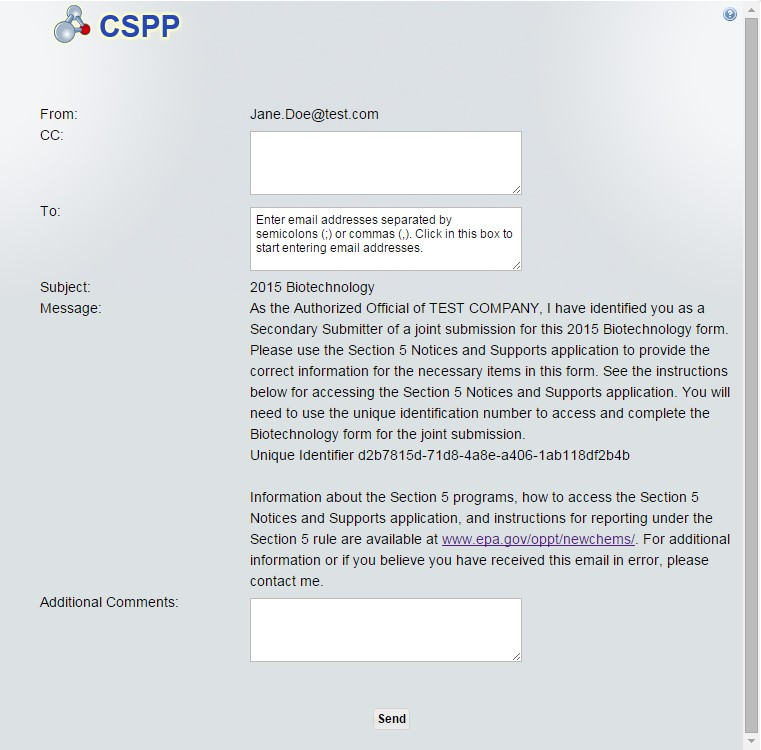 CSPP
From: Jane.Doe@test.com
CC:
To: Enter email addresses separated by
semicolons (;) or commas (,). Click in this box to
start entering email addresses.
Subject: 2015 Biotechnology
Message: As the Authorized Official of TEST COMPANY, I have identified you as a
Secondary Submitter of a joint submission for this 2015 Biotechnology form.
Please use the Section 5 Notices and Supports application to provide the
correct information for the necessary items in this form. See the instructions
below for accessing the Section 5 Notices and Supports application. You will
need to use the unique identification number to access and complete the
Biotechnology form for the joint submission.
Unique Identifier d2b7815d-71d8-4a8e-a406-1ab118df2b4b
Information about the Section 5 programs, how to access the Section 5
Notices and Supports application, and instructions for reporting under the
Section 5 rule are available at www.epa.gov/oppt/newchems/. For additional
information or if you believe you have received this email in error, please
contact me.
Additional Comments:
Send